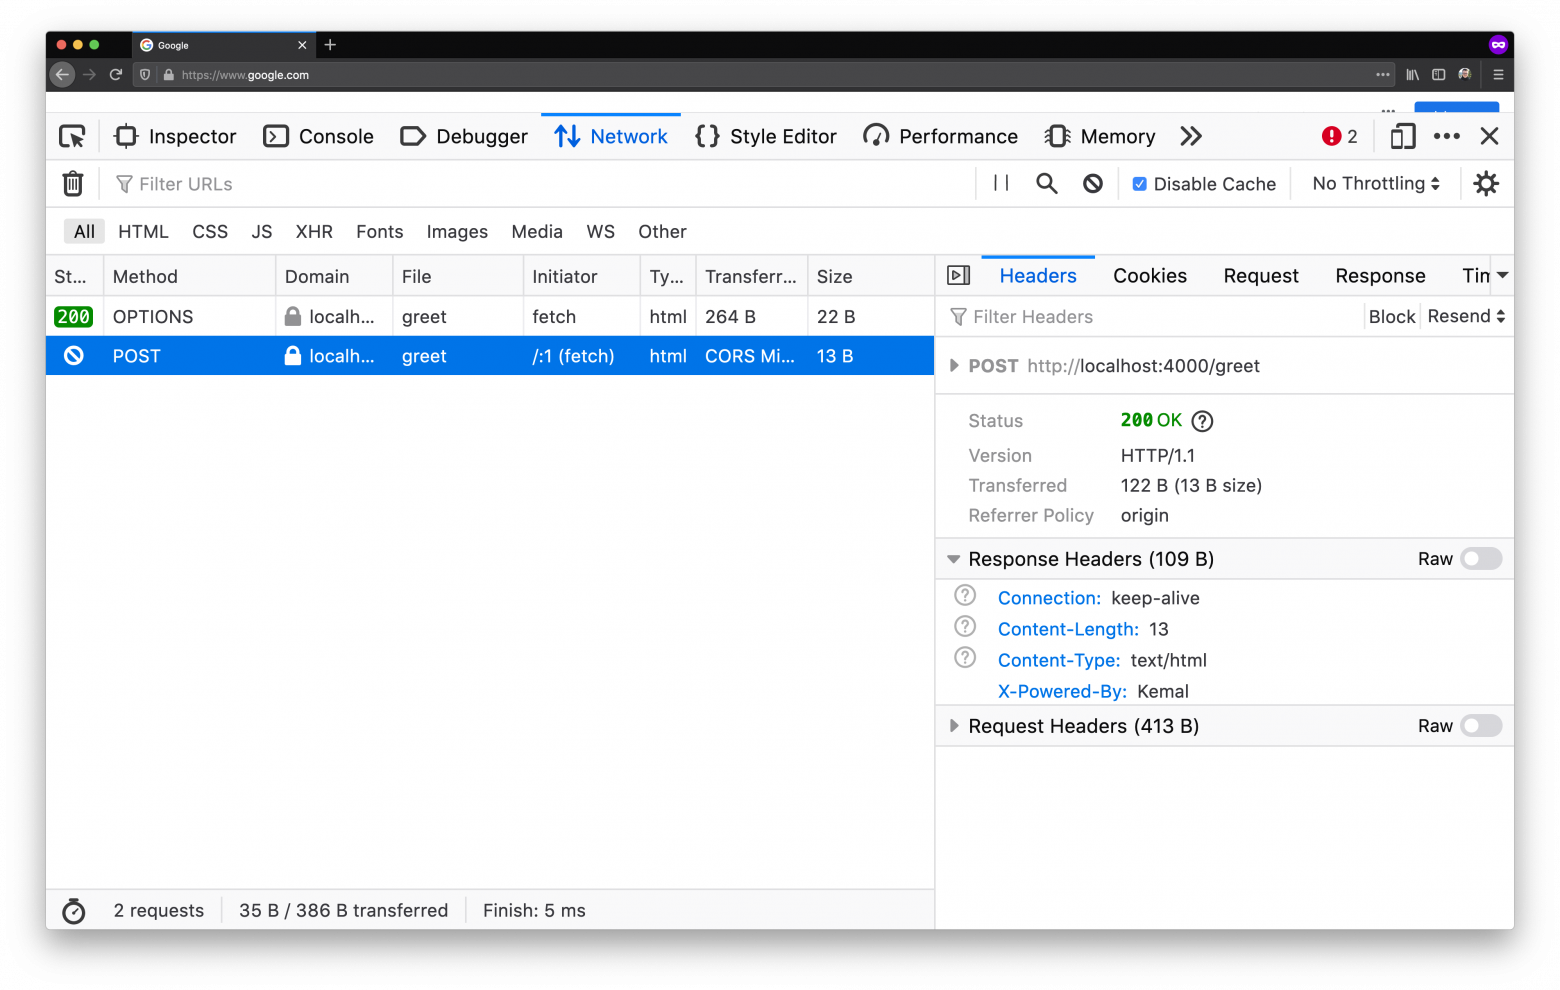 Google
https://www.google.com
Inspector Console Debugger Network Style Editor Performance Memory 2
Filter URLs Disable Cache No Throttling
All HTML CSS JS XHR Fonts Images Media WS Other
St... Method Domain File Initiator Ty... Transferr... Size
200 OPTIONS localh... greet fetch html 264 B 22 B
POST localh... greet /:1 (fetch) html CORS Mi... 13 B
2 requests 35 B / 386 B transferred Finish: 5 ms
Headers Cookies Request Response Tim
Filter Headers Block Resend
POST http://localhost:4000/greet
Status 200 OK
Version HTTP/1.1
Transferred 122 B (13 B size)
Referrer Policy origin
Response Headers (109 B) Raw
Connection: keep-alive
Content-Length: 13
Content-Type: text/html
X-Powered-By: Kemal
Request Headers (413 B) Raw